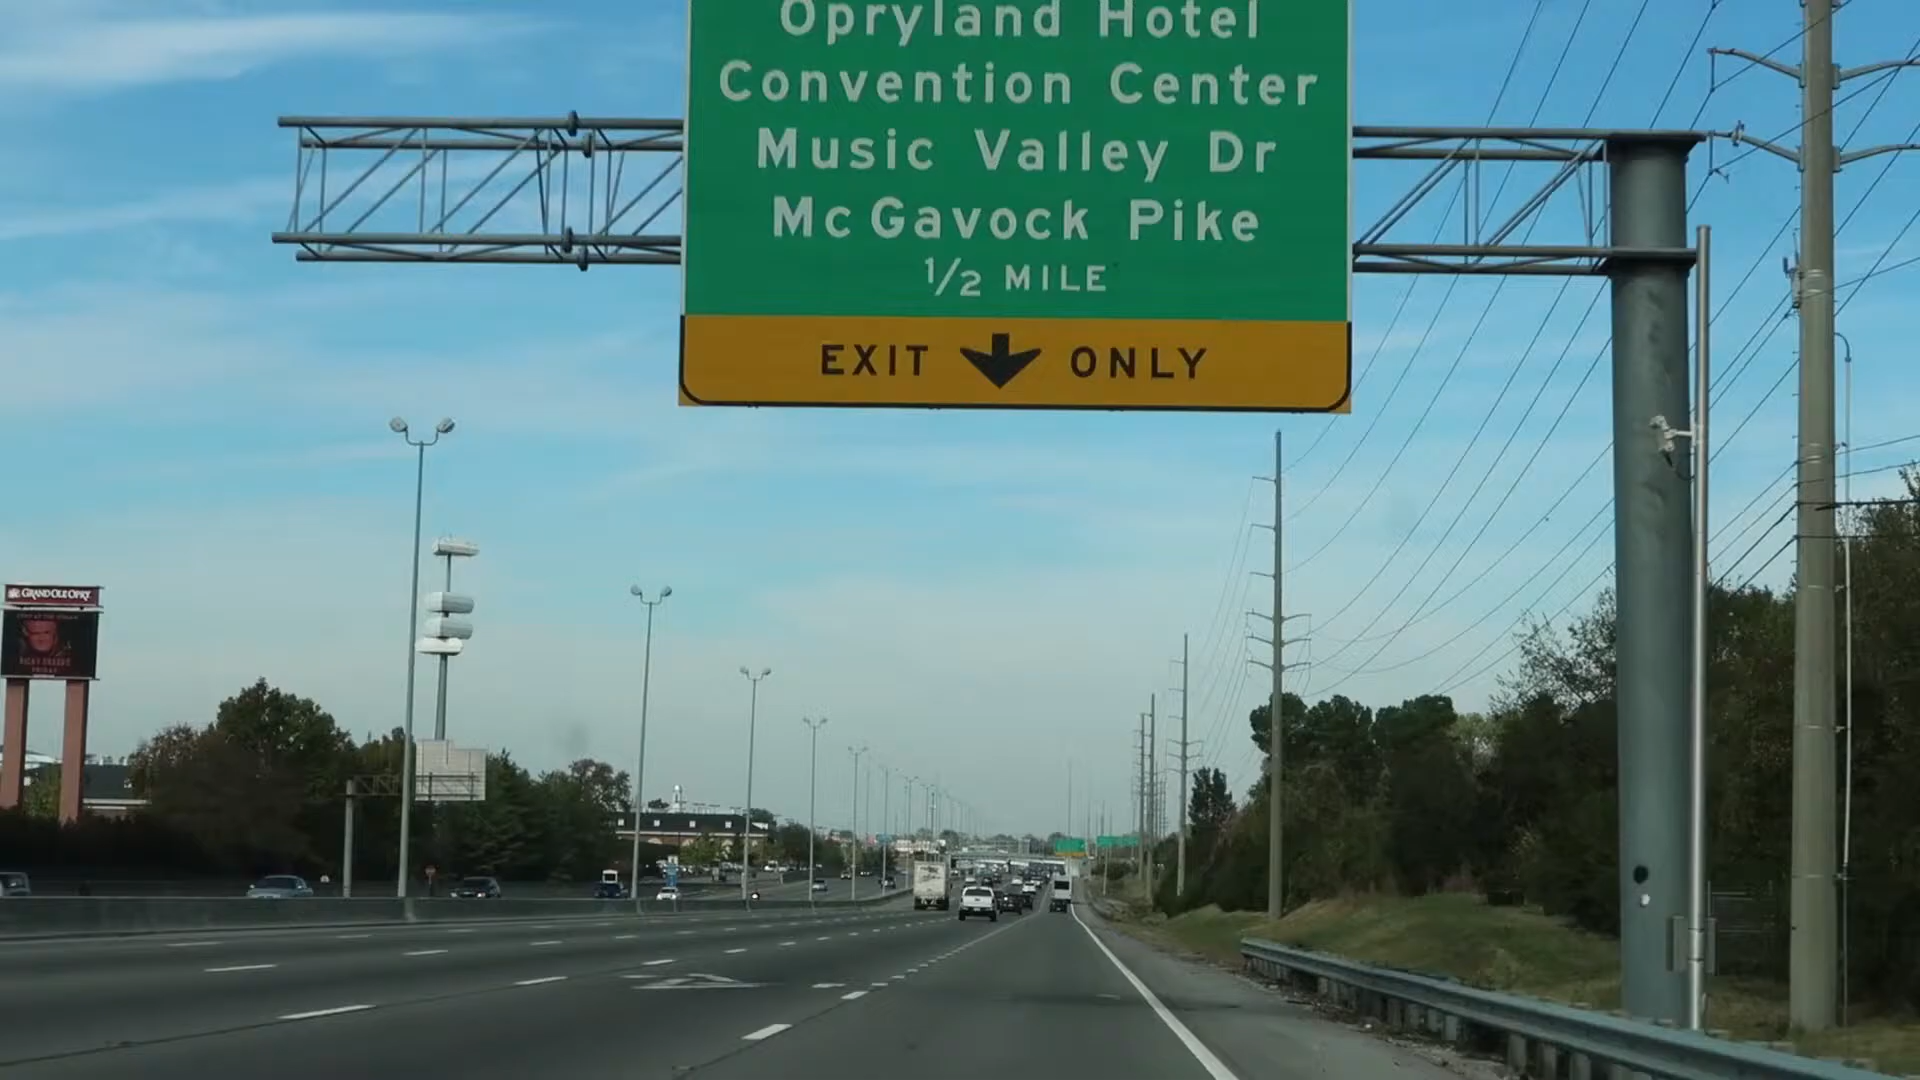 Opryland Hotel
Convention Center
Music Valley Dr
McGavock Pike
1/2 MILE
EXIT ONLY
GRAND OLE OPRY